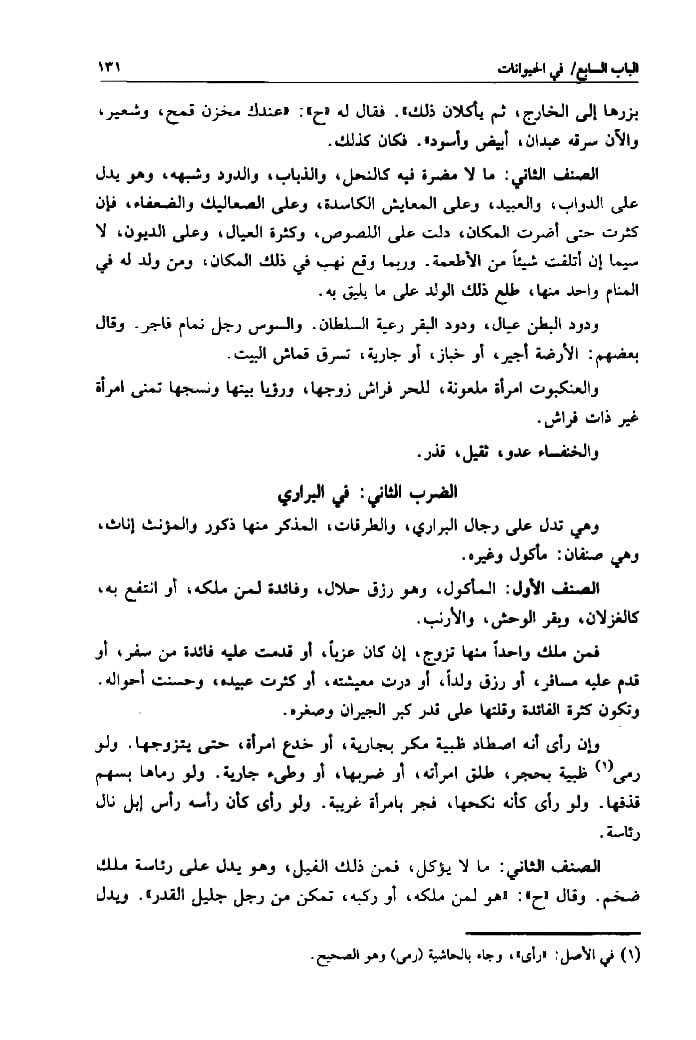 الباب السابع/ في الحيوانات ١٣١
بزرها إلى الخارج، ثم يأكلان ذلك». فقال له «ح»: «عندك مخزن قمح، وشعير،
والآن سرقه عبدان، أبيض وأسود». فكان كذلك.
الصنف الثاني: ما لا مضرة فيه كالنحل، والذباب، والدود وشبهه، وهو يدل
على الدواب، والعبيد، وعلى المعايش الكاسدة، وعلى الصعاليك والضعفاء، فإن
كثرت حتى أضرت المكان، دلت على اللصوص، وكثرة العيال، وعلى الديون، لا
سيما إن أتلفت شيئاً من الأطعمة. وربما وقع نهب في ذلك المكان، ومن ولد له في
المنام واحد منها، طلع ذلك الولد على ما يليق به.
ودود البطن عيال، ودود البقر رعية السلطان. والسوس رجل نمام فاجر. وقال
بعضهم: الأرضة أجير، أو خباز، أو جارية، تسرق قماش البيت.
والعنكبوت امرأة ملعونة، للحر فراش زوجها، ورؤيا بيتها ونسجها تمنى امرأة
غير ذات فراش.
والخنفساء عدو، ثقيل، قذر.
الضرب الثاني: في البراري
وهي تدل على رجال البراري، والطرقات، المذكر منها ذكور والمؤنث إناث،
وهي صنفان: مأكول وغيره.
الصنف الأول: المأكول، وهو رزق حلال، وفائدة لمن ملكه، أو انتفع به،
كالغزلان، وبقر الوحش، والأرنب.
فمن ملك واحداً منها تزوج، إن كان عزباً، أو قدمت عليه فائدة من سفر، أو
قدم عليه مسافر، أو رزق ولداً، أو درت معيشته، أو كثرت عبيده، وحسنت أحواله.
وتكون كثرة الفائدة وقلتها على قدر كبر الجيران وصغره.
وإن رأى أنه اصطاد ظبية مكر بجارية، أو خدع امرأة، حتى يتزوجها. ولو
رمى(١) ظبية بحجر، طلق امرأته، أو ضربها، أو وطىء جارية. ولو رماها بسهم
قذفها. ولو رأى كأنه نكحها، فجر بامرأة غريبة. ولو رأى كأن رأسه رأس إبل نال
رئاسة.
الصنف الثاني: ما لا يؤكل، فمن ذلك الفيل، وهو يدل على رئاسة ملك
ضخم. وقال «ح»: «هو لمن ملكه، أو ركبه، تمكن من رجل جليل القدر». ويدل
(١) في الأصل: «رأى»، وجاء بالحاشية (رمى) وهو الصحيح.